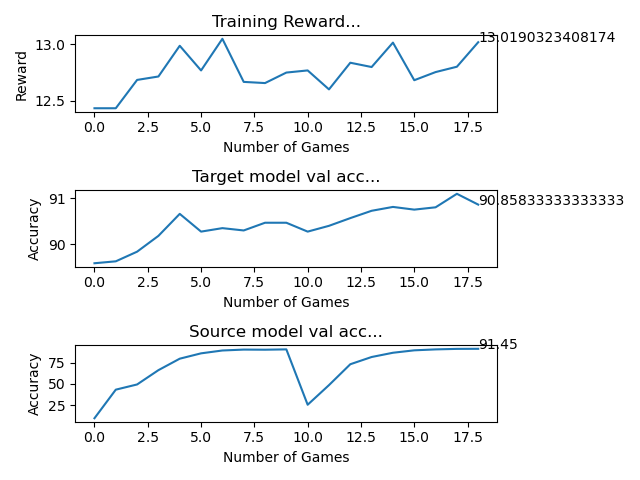 Training Reward...
13.0190323408174
13.0
12.5
Reward
0.0 2.5 5.0 7.5 10.0 12.5 15.0 17.5
Number of Games
Target model val acc...
90.85833333333333
91
90
Accuracy
0.0 2.5 5.0 7.5 10.0 12.5 15.0 17.5
Number of Games
Source model val acc...
91.45
75
50
25
Accuracy
0.0 2.5 5.0 7.5 10.0 12.5 15.0 17.5
Number of Games